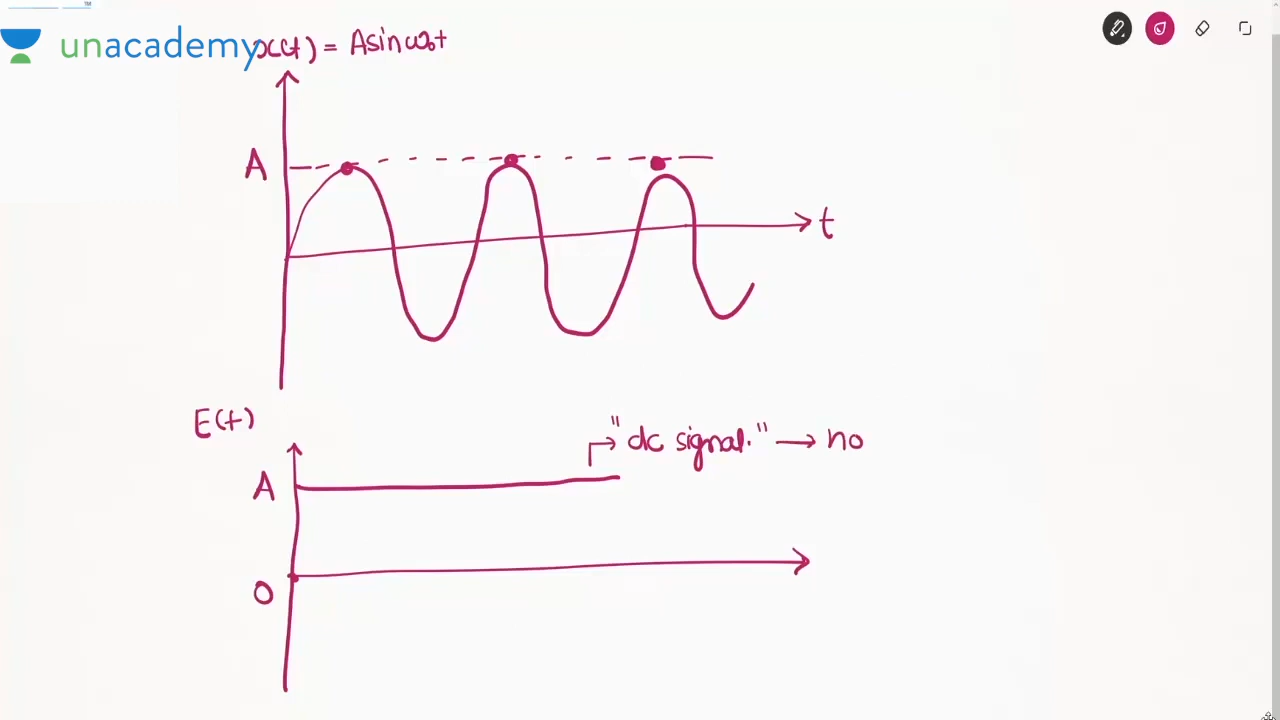 unacademy
x(t) = Asinω₀t
A
t
E(t)
"dc signal." → no
A
0